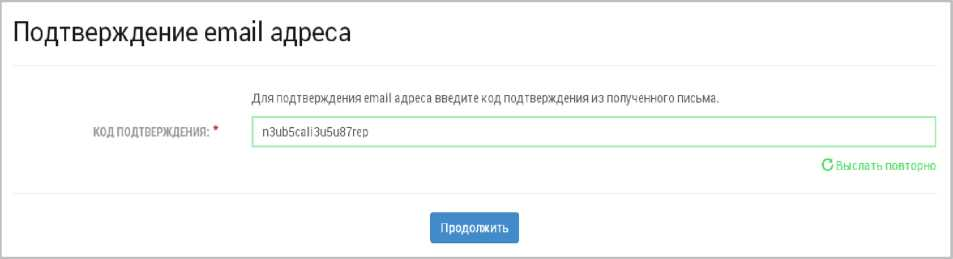 Подтверждение email адреса
Для подтверждения email адреса введите код подтверждения из полученного письма.
КОД ПОДТВЕРЖДЕНИЯ: *
n3ub5cali3u5u87rep
Выслать повторно
Продолжить